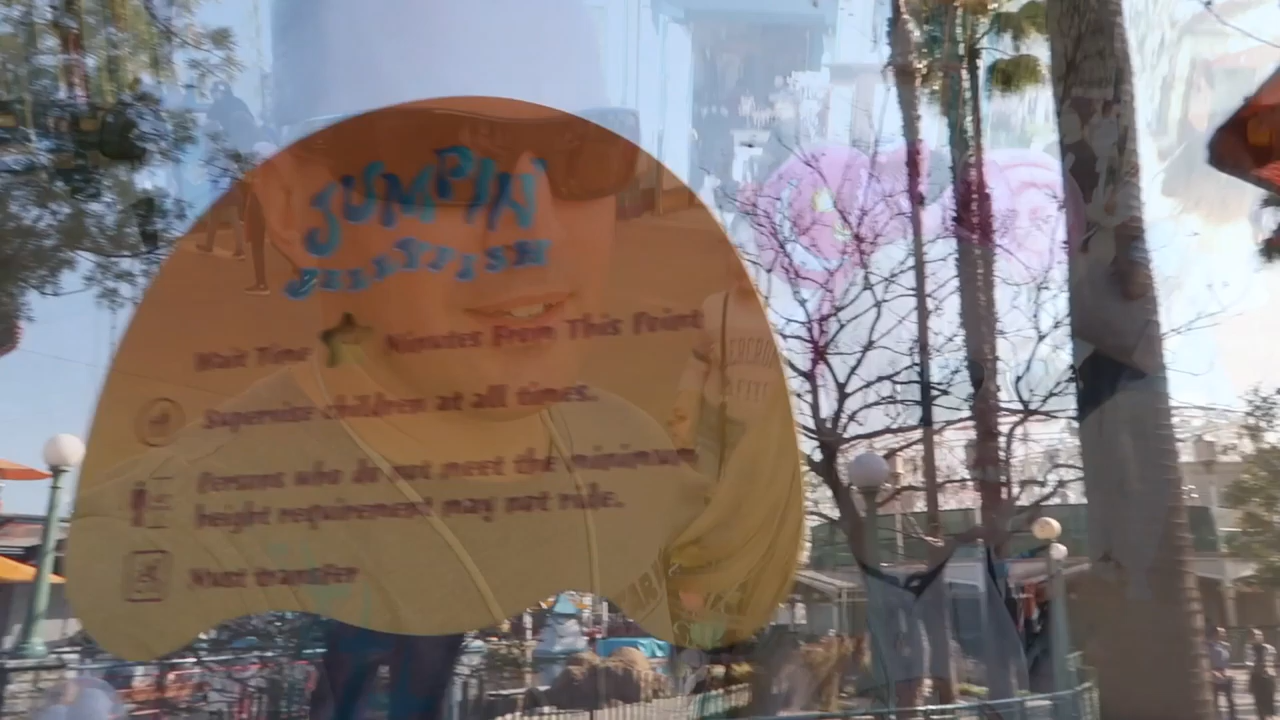 JUMPIN
JELLYFISH
Wait Time Minutes From This Point
Supervise children at all times.
Persons who do not meet the minimum
height requirement may not ride.
Must transfer